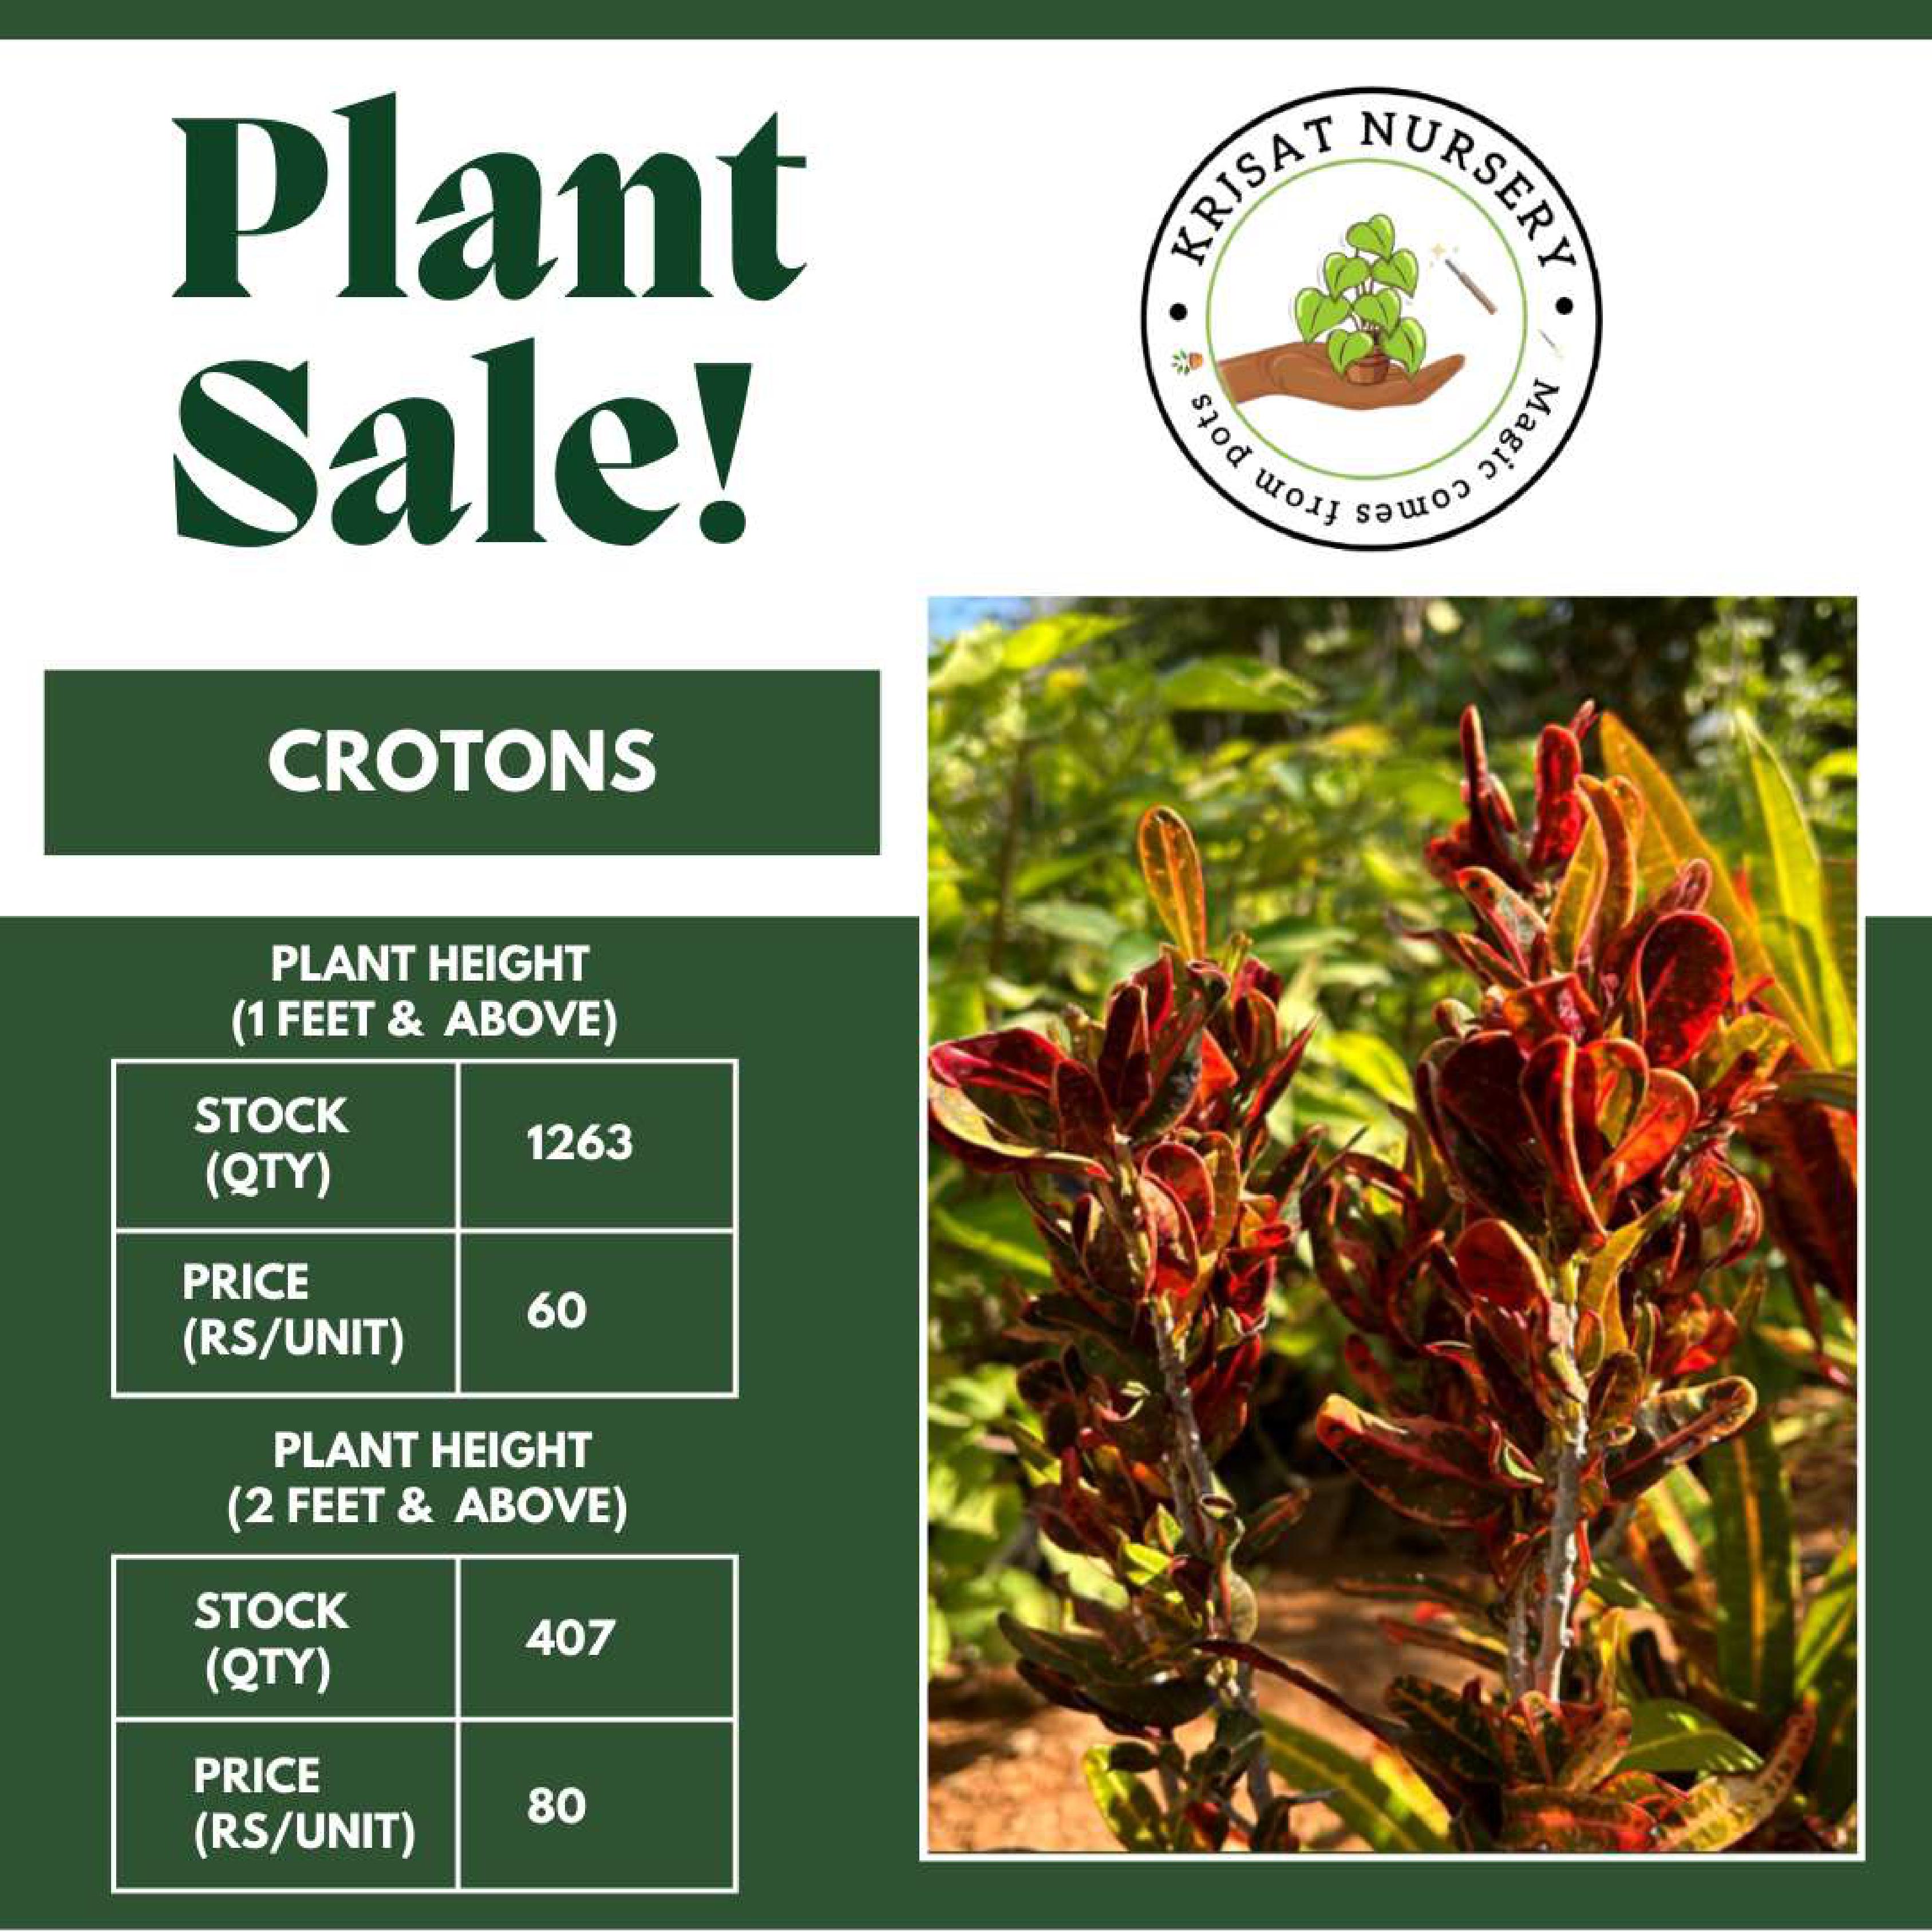 Plant
Sale!
KRISAT NURSERY
Magic comes from pots
CROTONS
PLANT HEIGHT
(1 FEET & ABOVE)
STOCK
(QTY)
1263
PRICE
(RS/UNIT)
60
PLANT HEIGHT
(2 FEET & ABOVE)
STOCK
(QTY)
407
PRICE
(RS/UNIT)
80